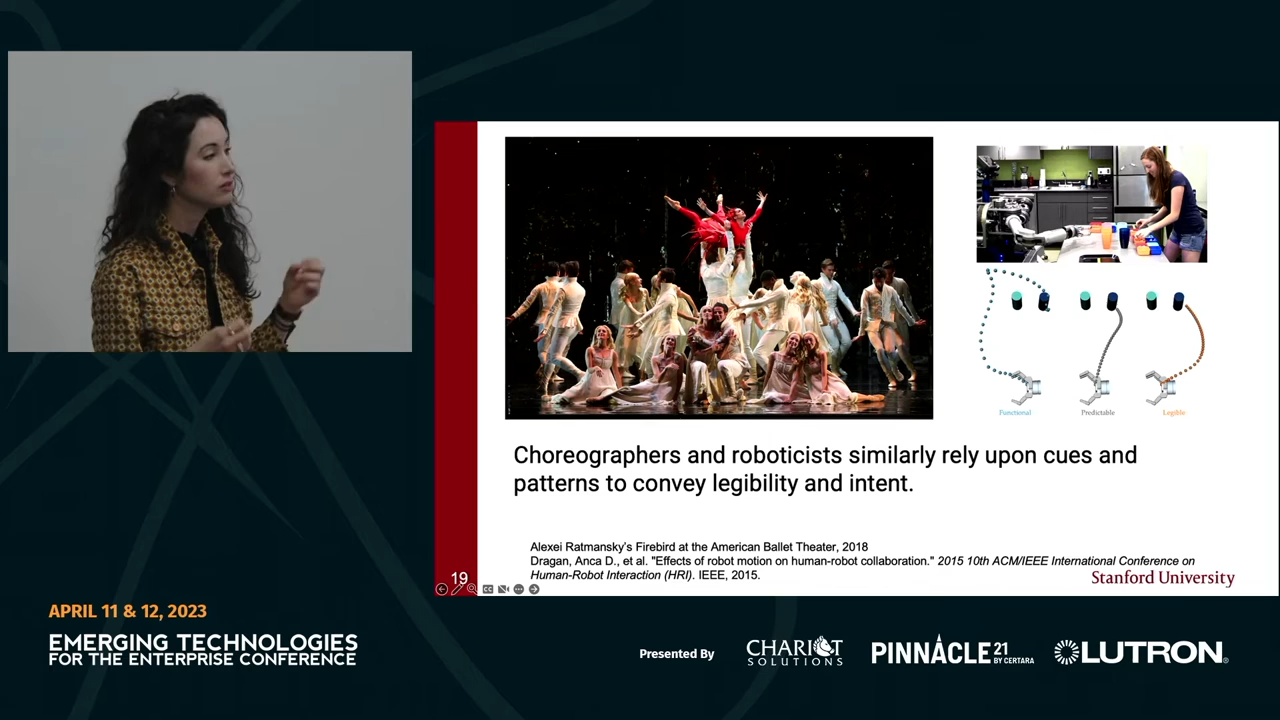 Functional
Predictable
Legible
Choreographers and roboticists similarly rely upon cues and
patterns to convey legibility and intent.
Alexei Ratmansky's Firebird at the American Ballet Theater, 2018
Dragan, Anca D., et al. "Effects of robot motion on human-robot collaboration." 2015 10th ACM/IEEE International Conference on
Human-Robot Interaction (HRI). IEEE, 2015.
19
Stanford University
APRIL 11 & 12, 2023
EMERGING TECHNOLOGIES
FOR THE ENTERPRISE CONFERENCE
Presented By
CHARIOT
SOLUTIONS
PINNACLE 21
BY CERTARA
LUTRON®